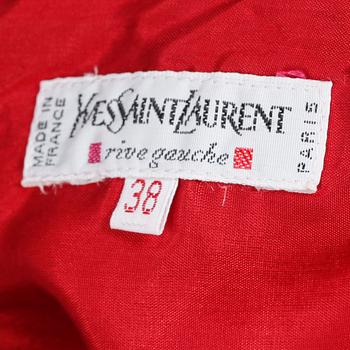 MADE IN
FRANCE
YVES SAINT LAURENT
rive gauche
PARIS
38